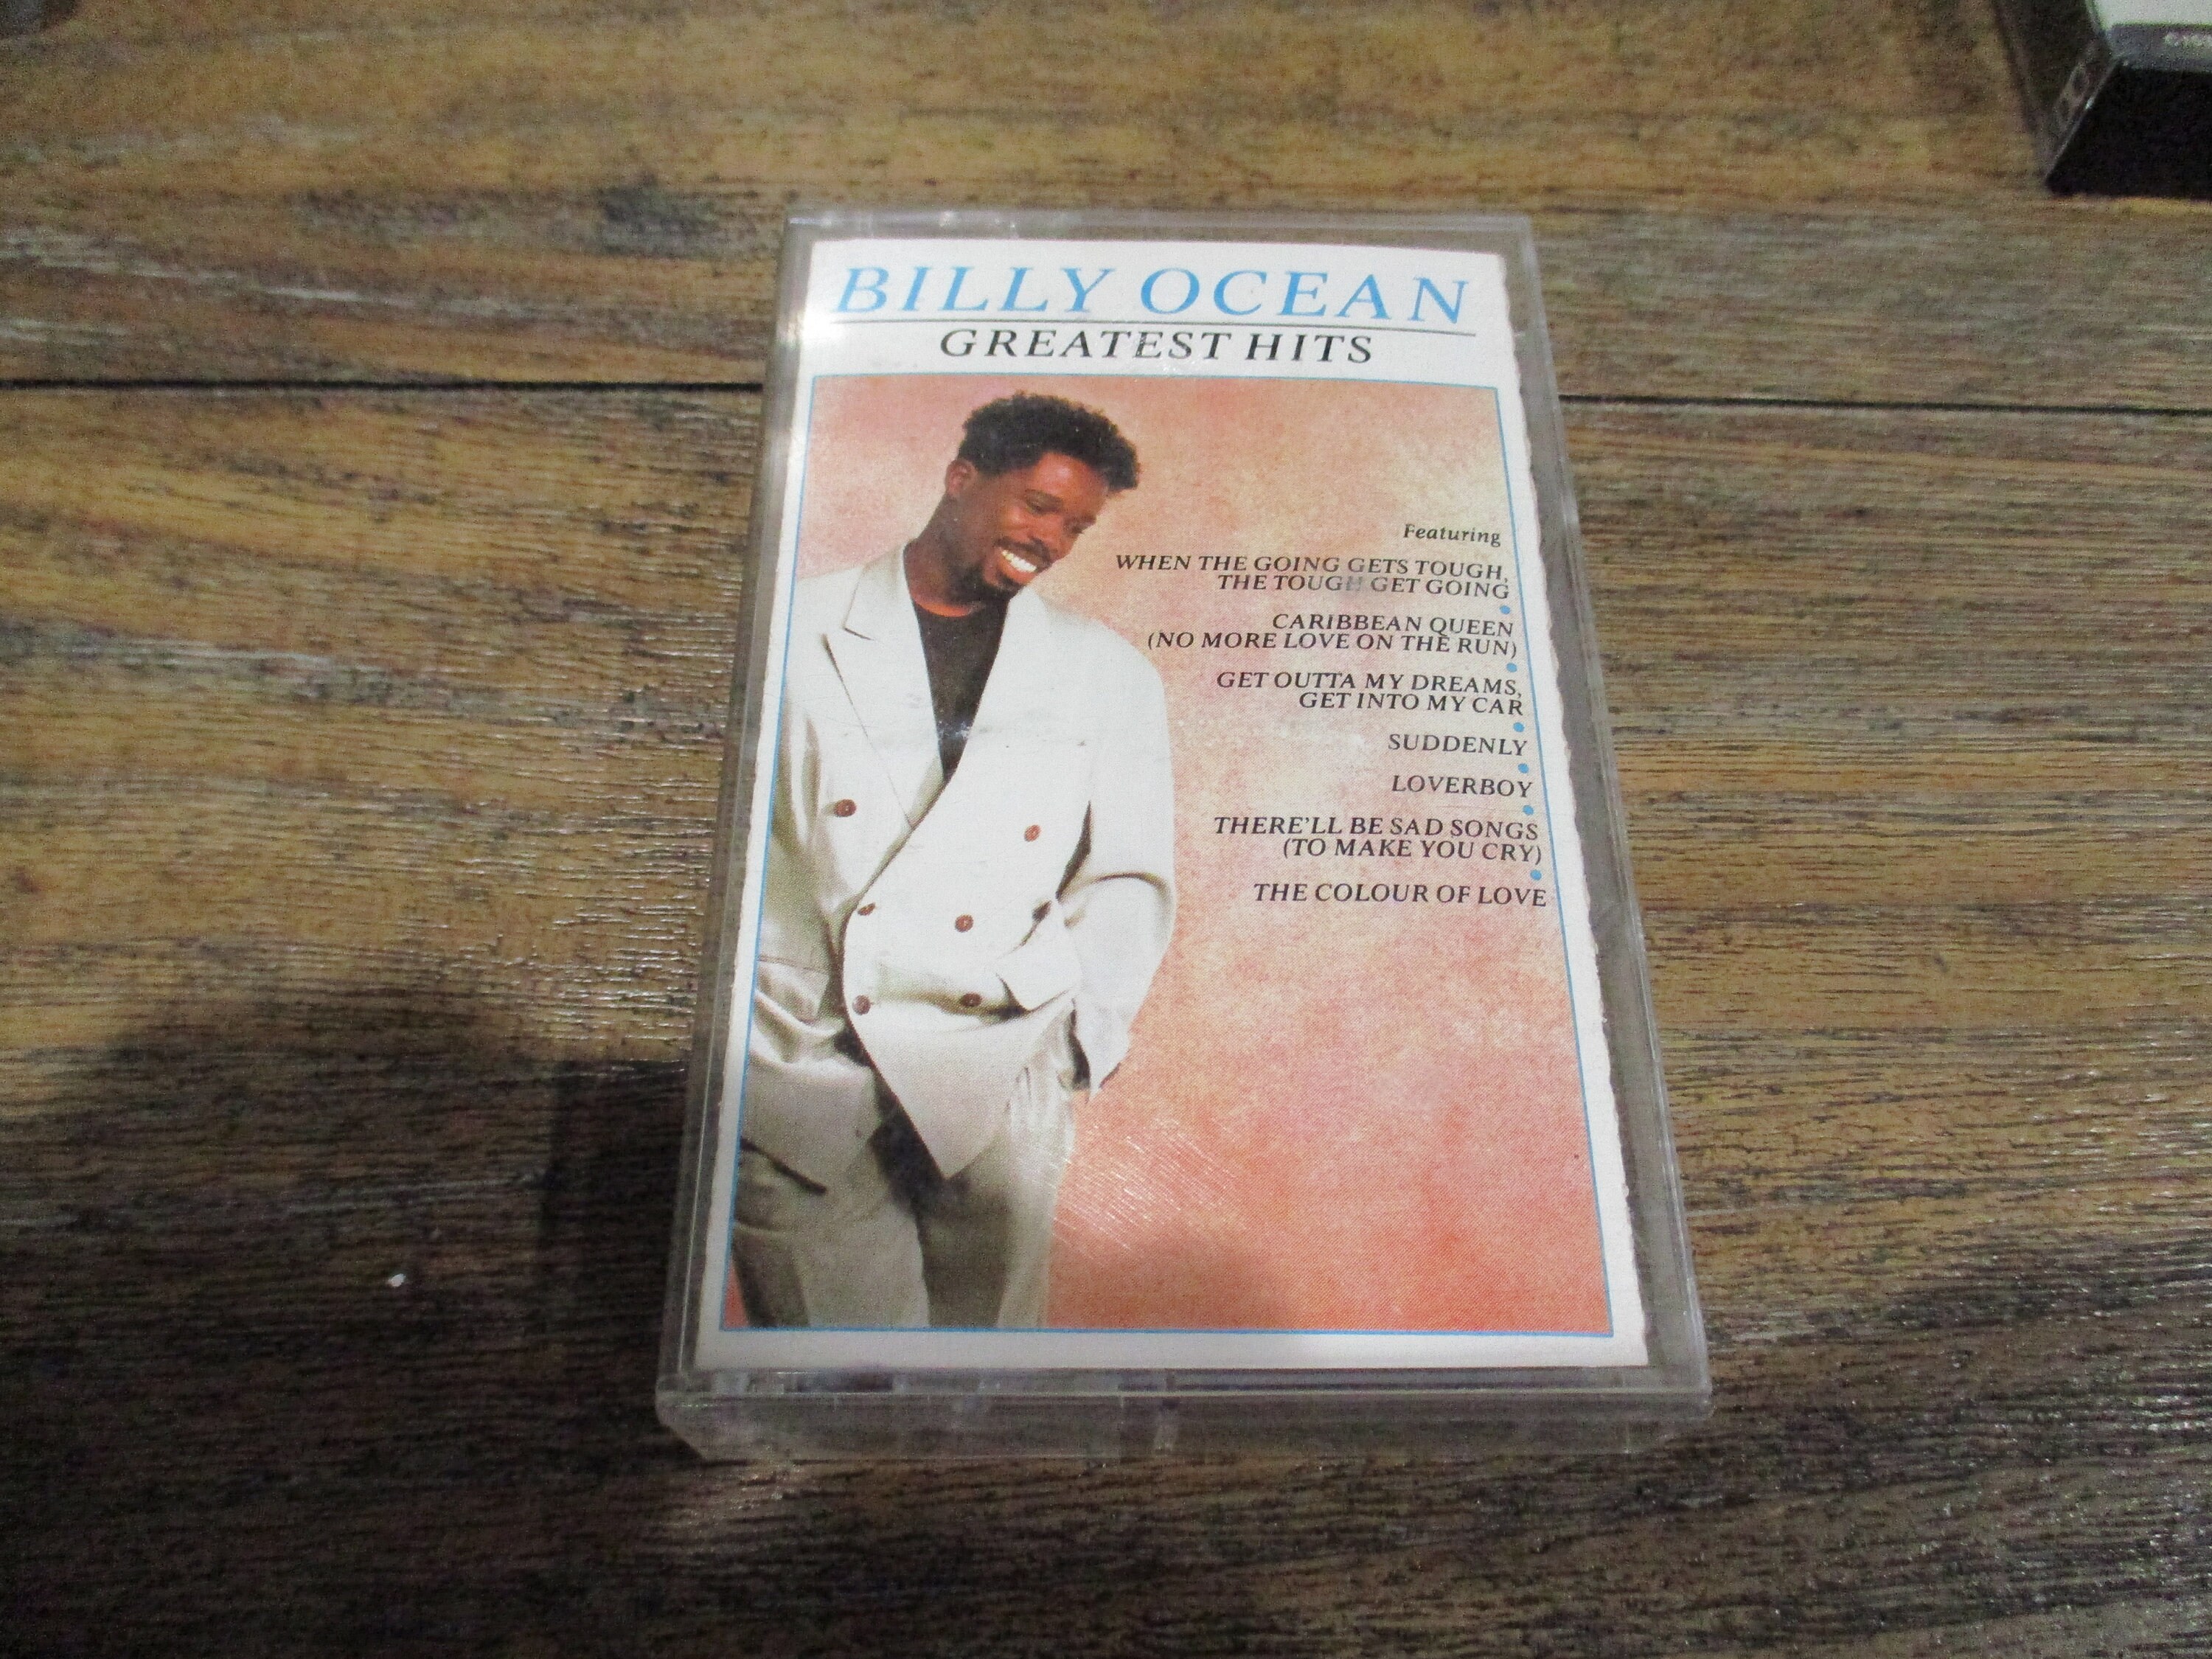 BILLY OCEAN
GREATEST HITS
Featuring
WHEN THE GOING GETS TOUGH,
THE TOUGH GET GOING
CARIBBEAN QUEEN
(NO MORE LOVE ON THE RUN)
GET OUTTA MY DREAMS,
GET INTO MY CAR
SUDDENLY
LOVERBOY
THERE'LL BE SAD SONGS
(TO MAKE YOU CRY)
THE COLOUR OF LOVE